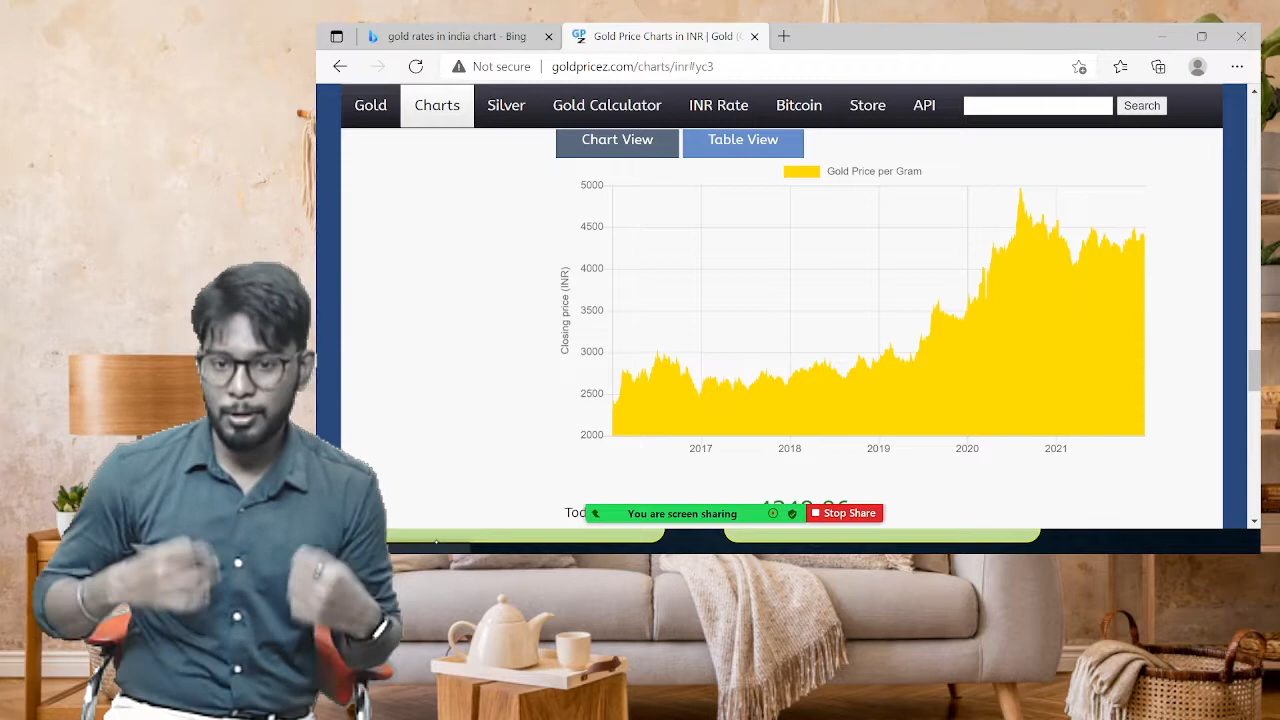 gold rates in india chart - Bing
GP
Z
Gold Price Charts in INR | Gold
Not secure
goldpricez.com/charts/inr#yc3
Gold
Charts
Silver
Gold Calculator
INR Rate
Bitcoin
Store
API
Search
Chart View
Table View
Gold Price per Gram
5000
4500
4000
3500
3000
2500
2000
Closing price (INR)
2017
2018
2019
2020
2021
Tod
You are screen sharing
Stop Share